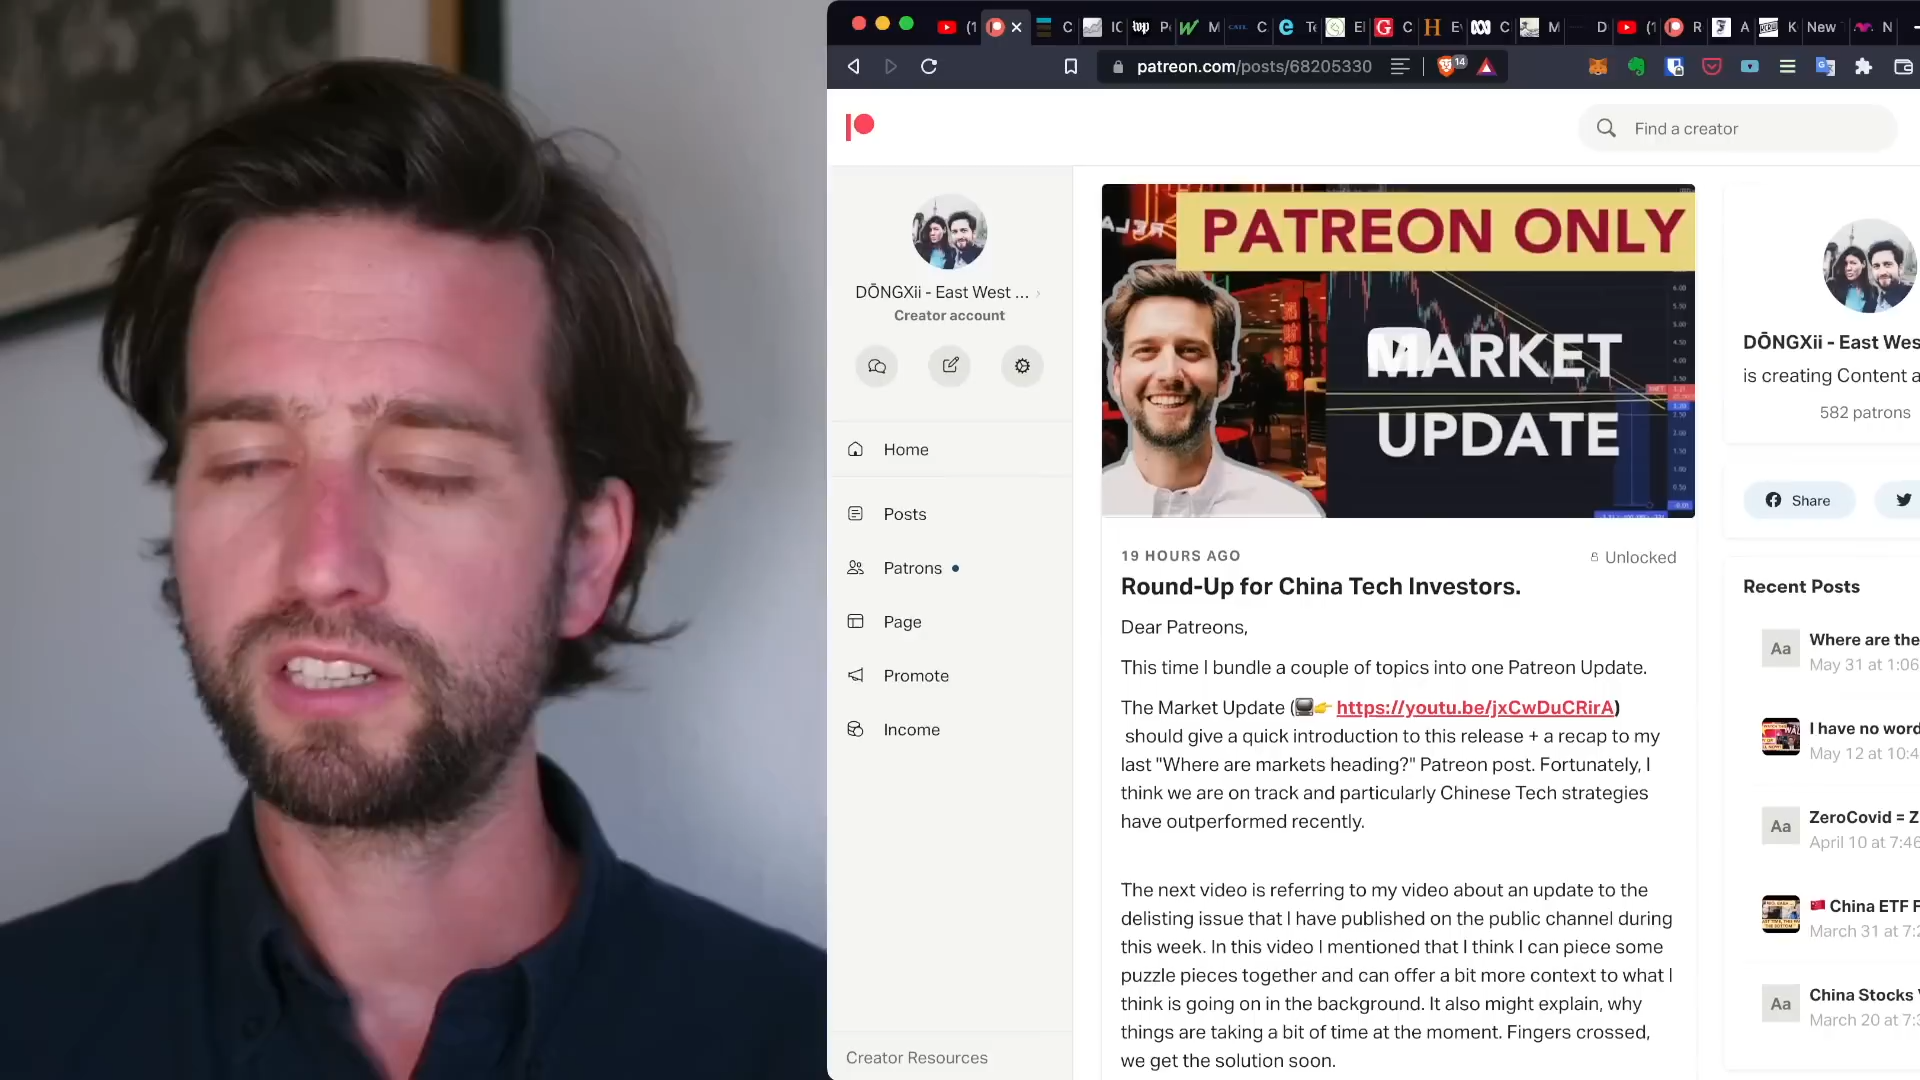 patreon.com/posts/68205330
14
Find a creator
DŌNGXii - East West ...
Creator account
Home
Posts
Patrons
Page
Promote
Income
Creator Resources
PATREON ONLY
MARKET
UPDATE
19 HOURS AGO
Unlocked
Round-Up for China Tech Investors.
Dear Patreons,
This time I bundle a couple of topics into one Patreon Update.
The Market Update (💻👉 https://youtu.be/jxCwDuCRirA)
should give a quick introduction to this release + a recap to my
last "Where are markets heading?" Patreon post. Fortunately, I
think we are on track and particularly Chinese Tech strategies
have outperformed recently.
The next video is referring to my video about an update to the
delisting issue that I have published on the public channel during
this week. In this video I mentioned that I think I can piece some
puzzle pieces together and can offer a bit more context to what I
think is going on in the background. It also might explain, why
things are taking a bit of time at the moment. Fingers crossed,
we get the solution soon.
DŌNGXii - East Wes
is creating Content a
582 patrons
Share
Recent Posts
Aa
Where are the
May 31 at 1:06
I have no word
May 12 at 10:4
Aa
ZeroCovid = Z
April 10 at 7:46
🇨🇳 China ETF F
March 31 at 7:2
Aa
China Stocks
March 20 at 7:3